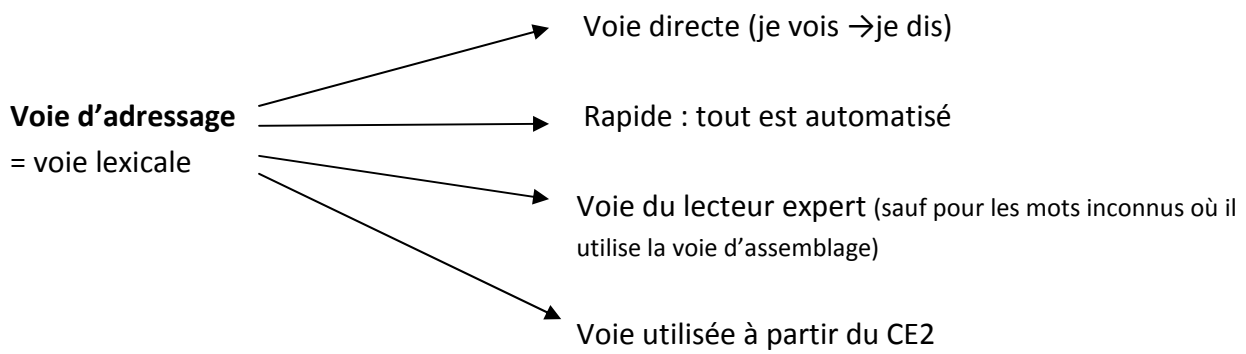 Voie directe (je vois →je dis)
Voie d’adressage
= voie lexicale
Rapide : tout est automatisé
Voie du lecteur expert (sauf pour les mots inconnus où il
utilise la voie d’assemblage)
Voie utilisée à partir du CE2